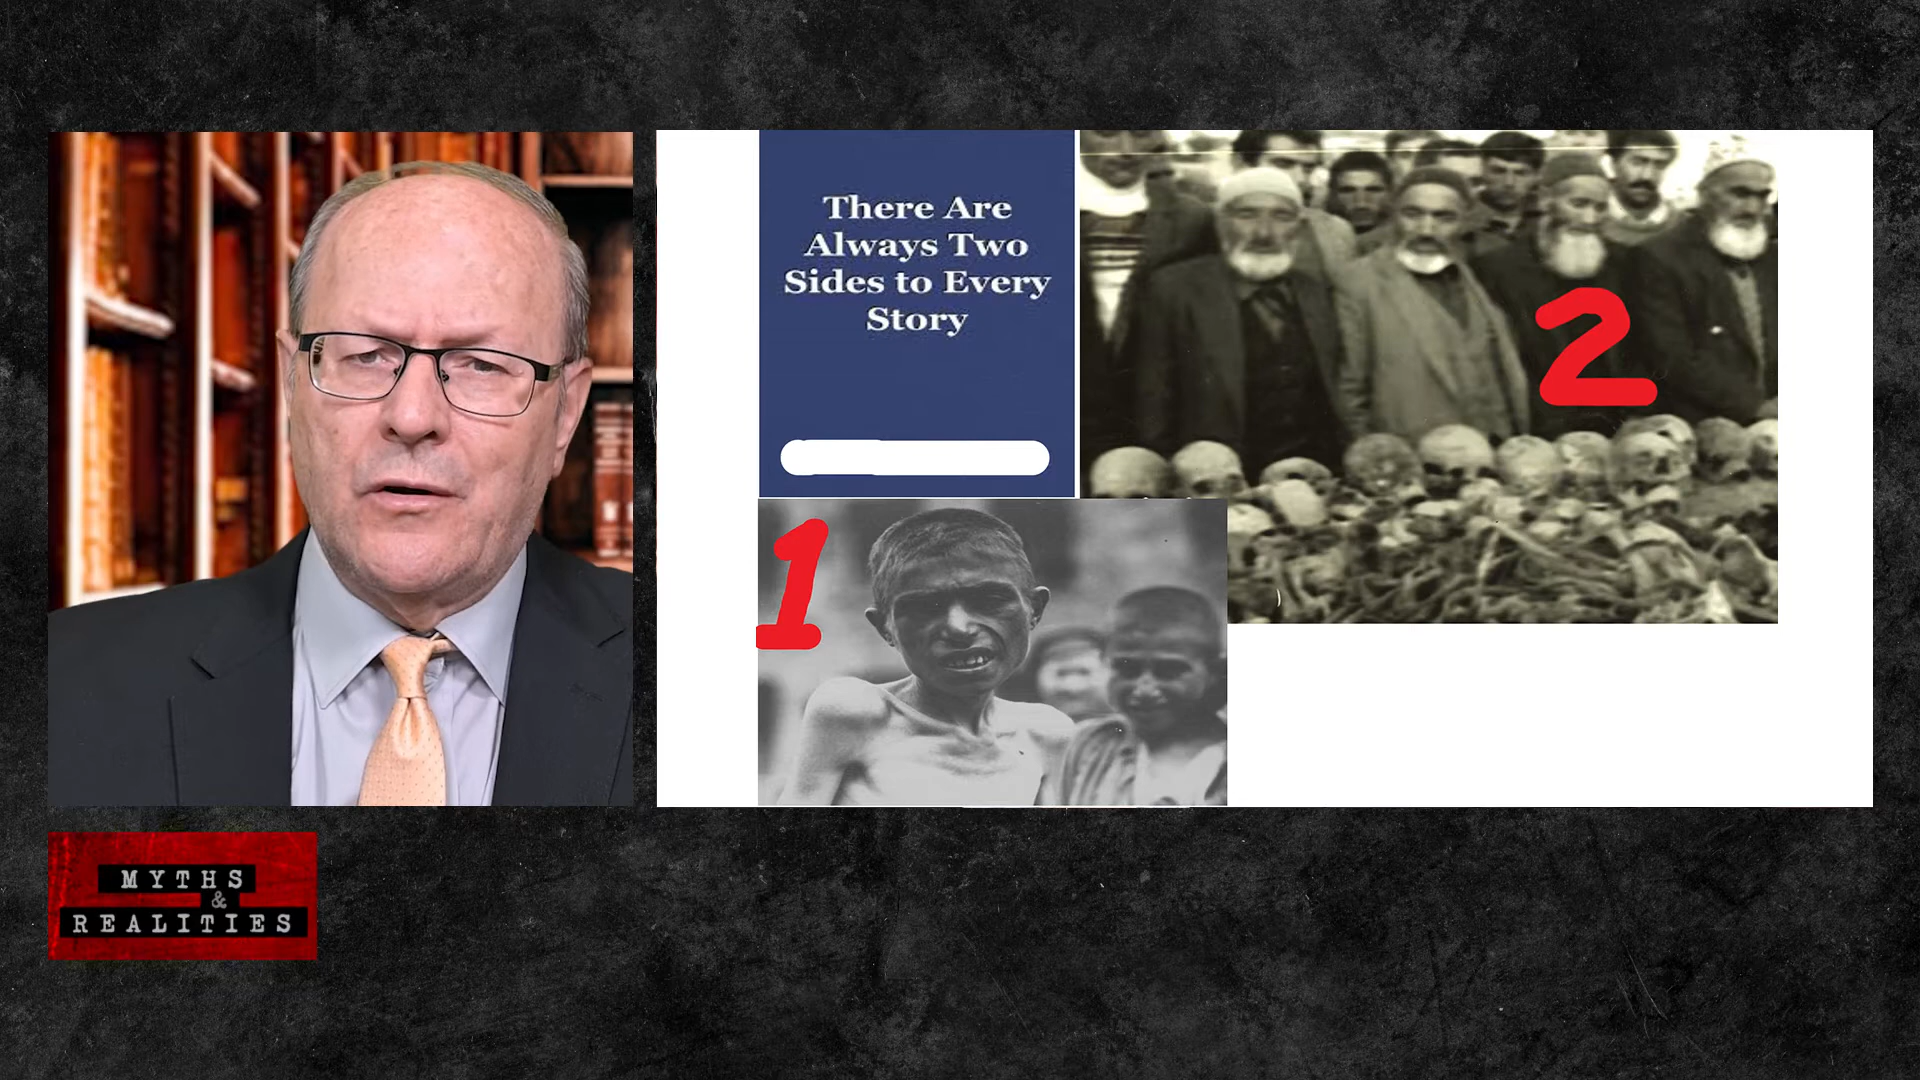 There Are
Always Two
Sides to Every
Story
2
1
MYTHS
&
REALITIES